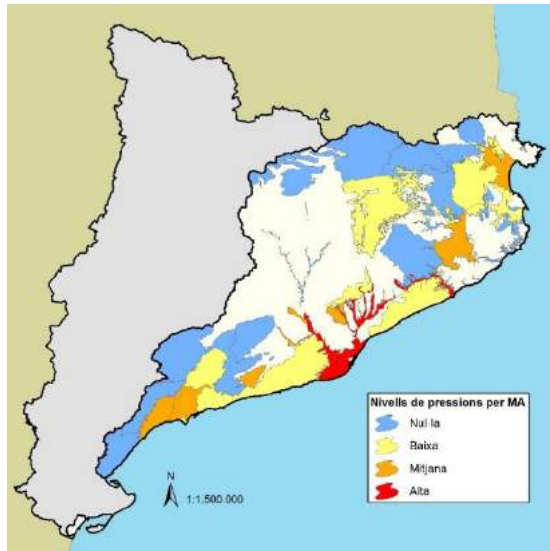 Nivells de pressions per MA
Nul·la
Baixa
Mitjana
Alta
N
1:1.500.000